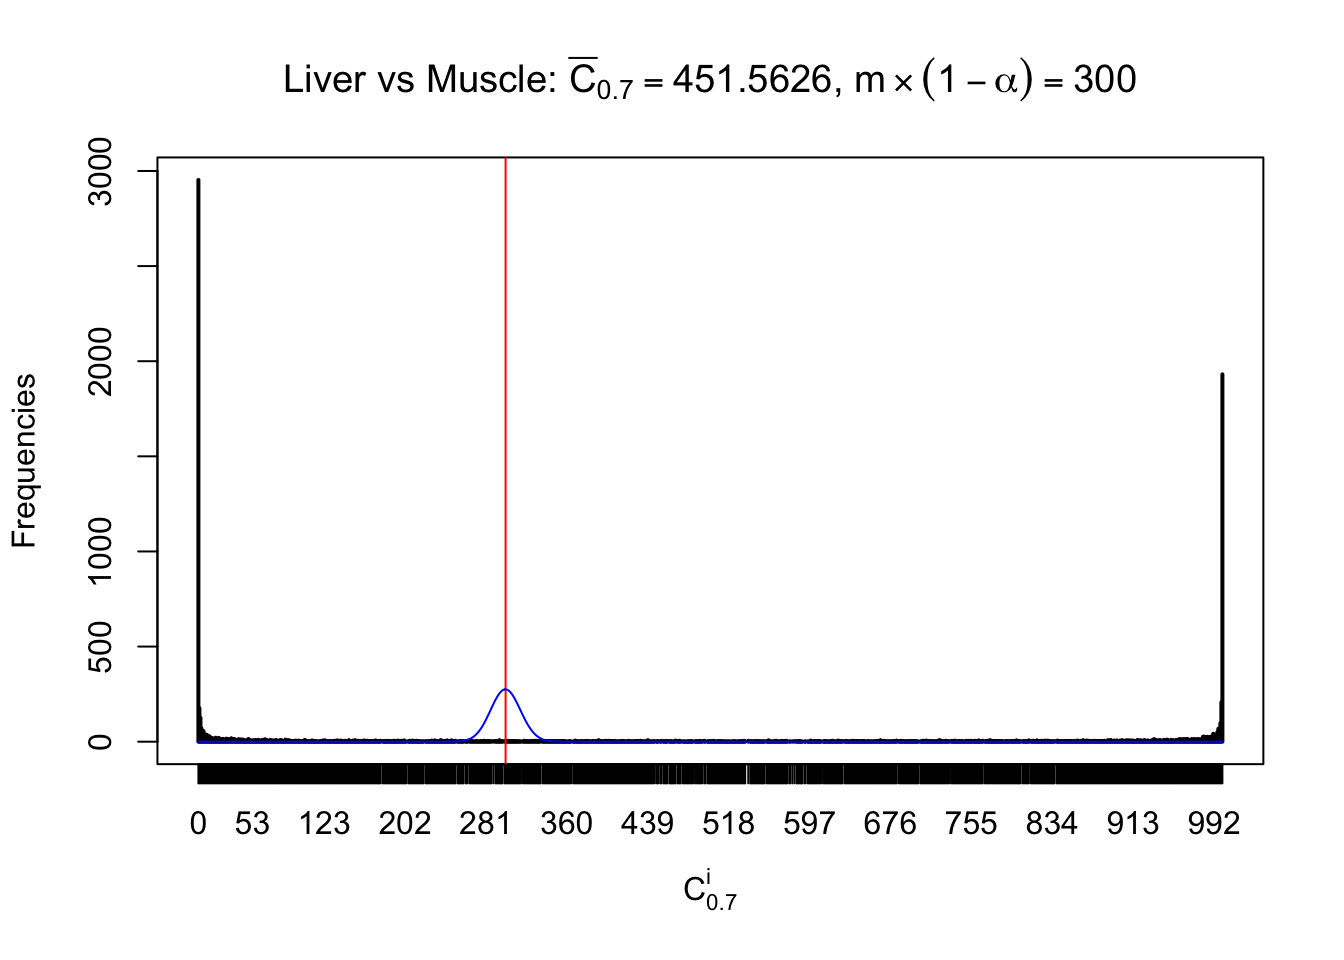 Liver vs Muscle: C̅0.7 = 451.5626, m × (1 − α) = 300
Frequencies
3000
2000
1000
500
0
0 53 123 202 281 360 439 518 597 676 755 834 913 992
C^i_0.7